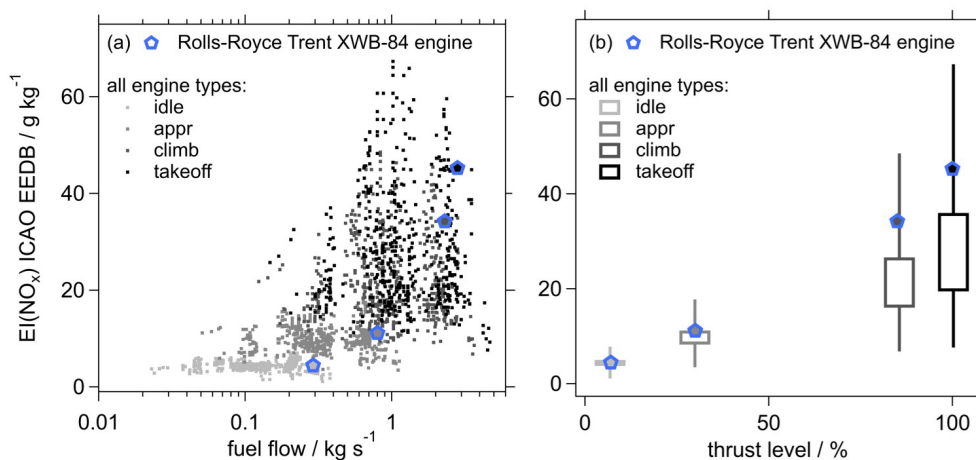 (a) Rolls-Royce Trent XWB-84 engine
all engine types:
idle
appr
climb
takeoff
EI(NOx) ICAO EEDB / g kg-1
60
40
20
0
0.01
0.1
1
fuel flow / kg s-1
(b) Rolls-Royce Trent XWB-84 engine
all engine types:
idle
appr
climb
takeoff
60
40
20
0
0
50
100
thrust level / %